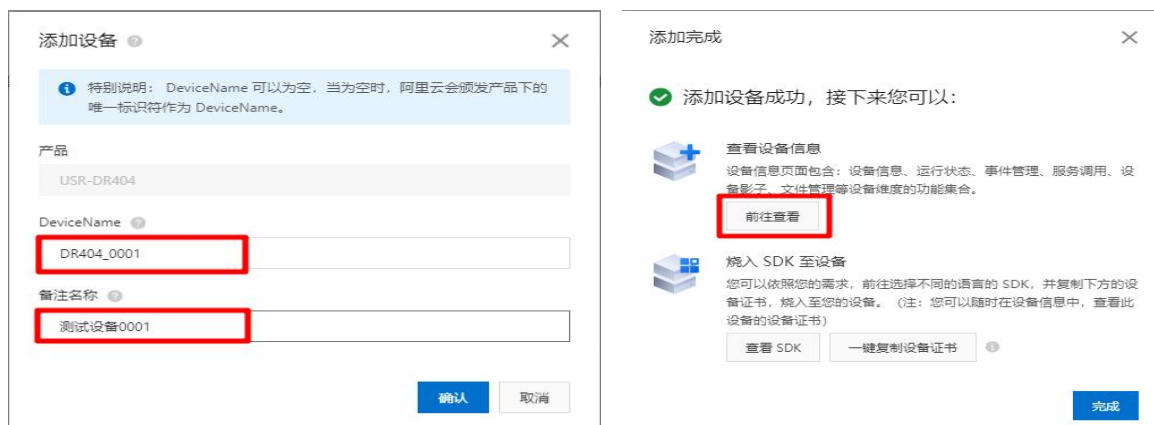 添加设备
特别说明： DeviceName 可以为空，当为空时，阿里云会颁发产品下的
唯一标识符作为 DeviceName。
产品
USR-DR404
DeviceName
DR404_0001
备注名称
测试设备0001
确认
取消
添加完成
添加设备成功，接下来您可以：
查看设备信息
设备信息页面包含：设备信息、运行状态、事件管理、服务调用、设
备影子、文件管理等设备维度的功能集合。
前往查看
烧入 SDK 至设备
您可以依照您的需求，前往选择不同的语言的 SDK，并复制下方的设
备证书，烧入至您的设备。（注：您可以随时在设备信息中，查看此
设备的设备证书）
查看 SDK
一键复制设备证书
完成